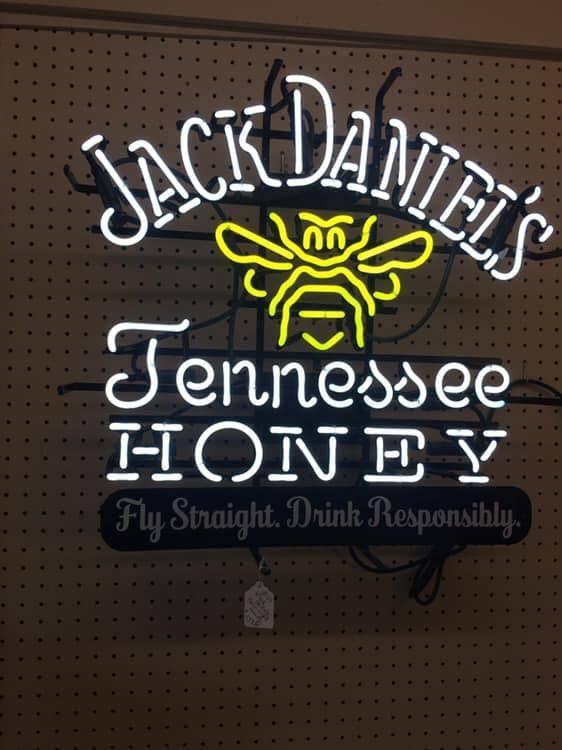 JACK DANIEL'S
Tennessee
HONEY
Fly Straight. Drink Responsibly.